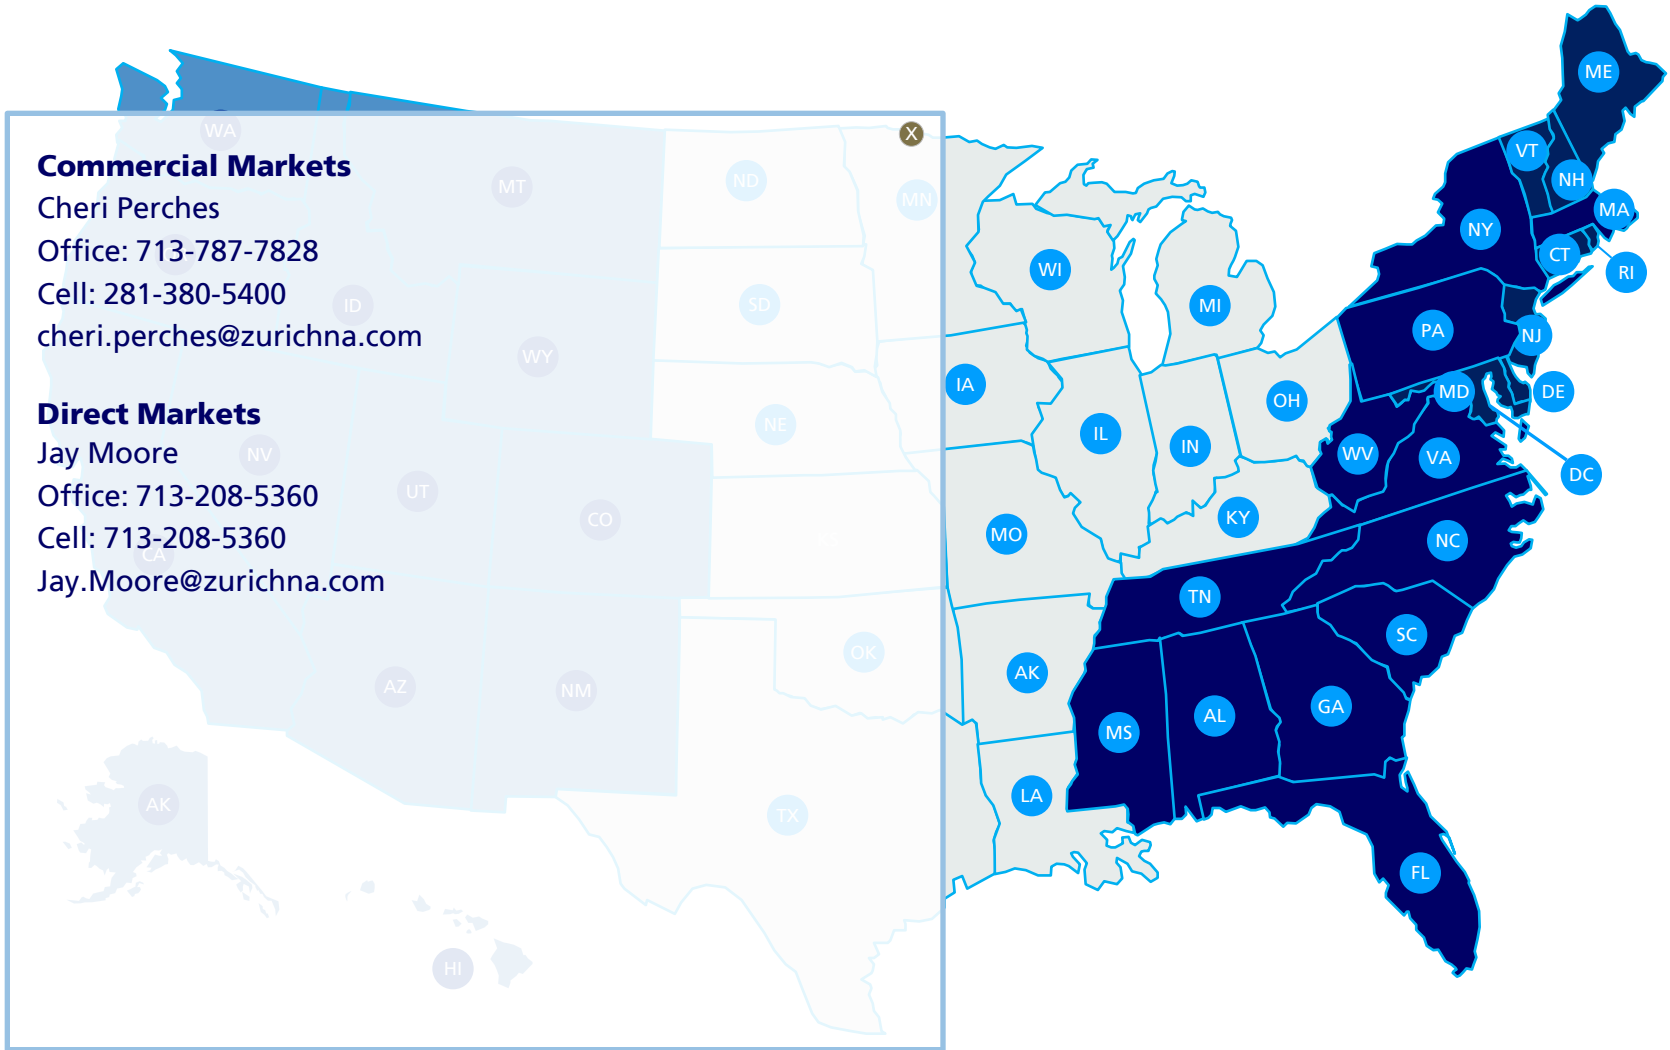 X
Commercial Markets
Cheri Perches
Office: 713-787-7828
Cell: 281-380-5400
cheri.perches@zurichna.com
Direct Markets
Jay Moore
Office: 713-208-5360
Cell: 713-208-5360
Jay.Moore@zurichna.com
WA
MT
ND
MN
ID
SD
WY
NE
NV
UT
CO
CA
OK
AZ
NM
TX
AK
HI
WI
MI
IA
IL
IN
OH
MO
KY
AK
LA
TN
MS
AL
GA
SC
NC
FL
WV
VA
PA
NY
ME
VT
NH
MA
CT
RI
NJ
MD
DE
DC